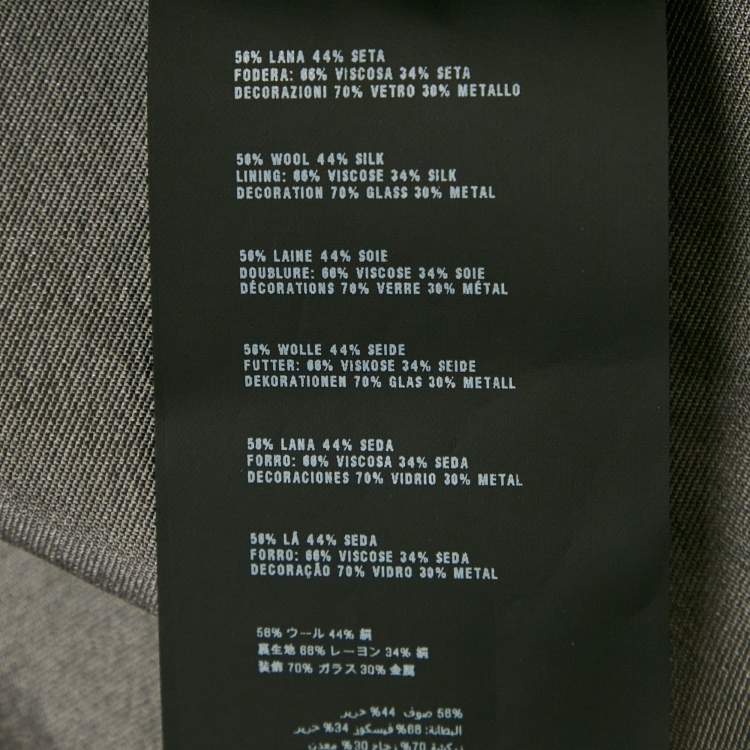 56% LANA 44% SETA
FODERA: 66% VISCOSA 34% SETA
DECORAZIONI 70% VETRO 30% METALLO
56% WOOL 44% SILK
LINING: 66% VISCOSE 34% SILK
DECORATION 70% GLASS 30% METAL
56% LAINE 44% SOIE
DOUBLURE: 66% VISCOSE 34% SOIE
DÉCORATIONS 70% VERRE 30% MÉTAL
56% WOLLE 44% SEIDE
FUTTER: 66% VISKOSE 34% SEIDE
DEKORATIONEN 70% GLAS 30% METALL
56% LANA 44% SEDA
FORRO: 66% VISCOSA 34% SEDA
DECORACIONES 70% VIDRIO 30% METAL
56% LÃ 44% SEDA
FORRO: 66% VISCOSE 34% SEDA
DECORAÇÃO 70% VIDRO 30% METAL
56% ウール 44% 絹
裏生地 66% レーヨン 34% 絹
装飾 70% ガラス 30% 金属
56% صوف 44% حرير
البطانة: 66% فيسكوز 34% حرير
70% زجاج 30% معدن